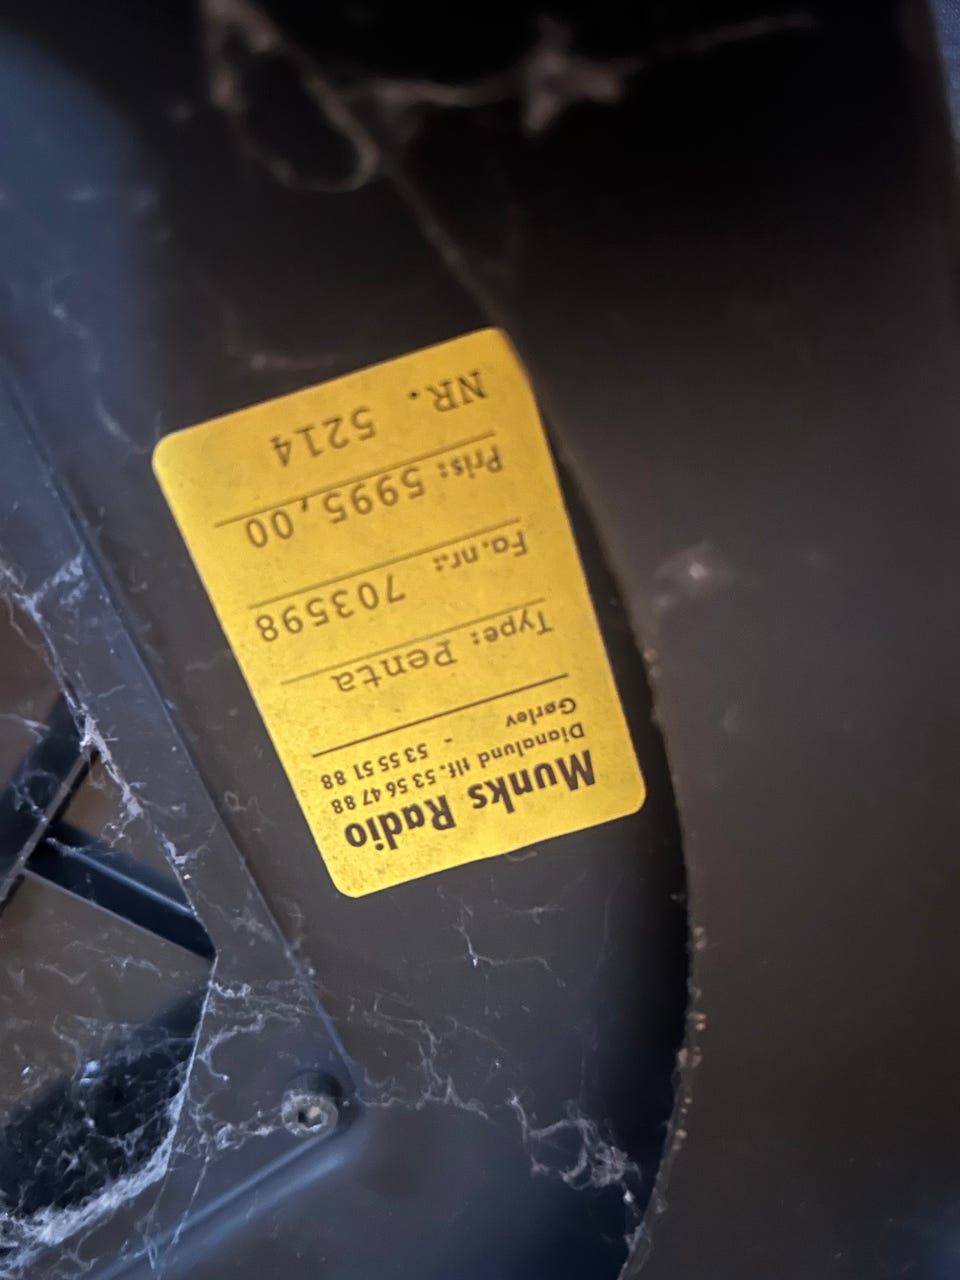 Munks Radio
Dianalund tlf. 53 56 47 88
Gørlev - 53 55 51 88
Type: Penta
Fa.nr.: 703598
Pris: 5995,00
NR. 5214